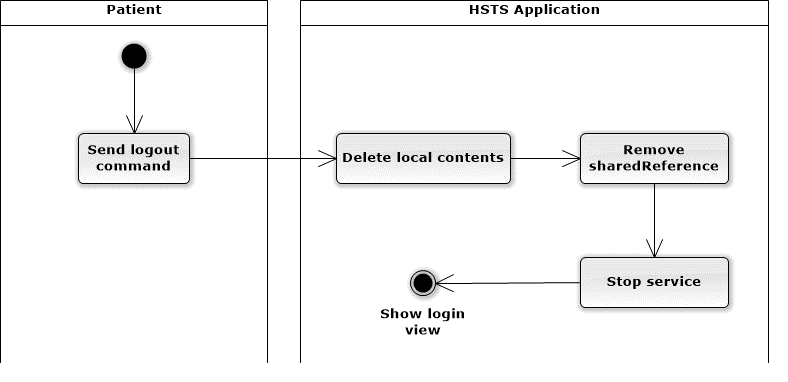 Patient
HSTS Application
Send logout
command
Delete local contents
Remove
sharedReference
Stop service
Show login
view